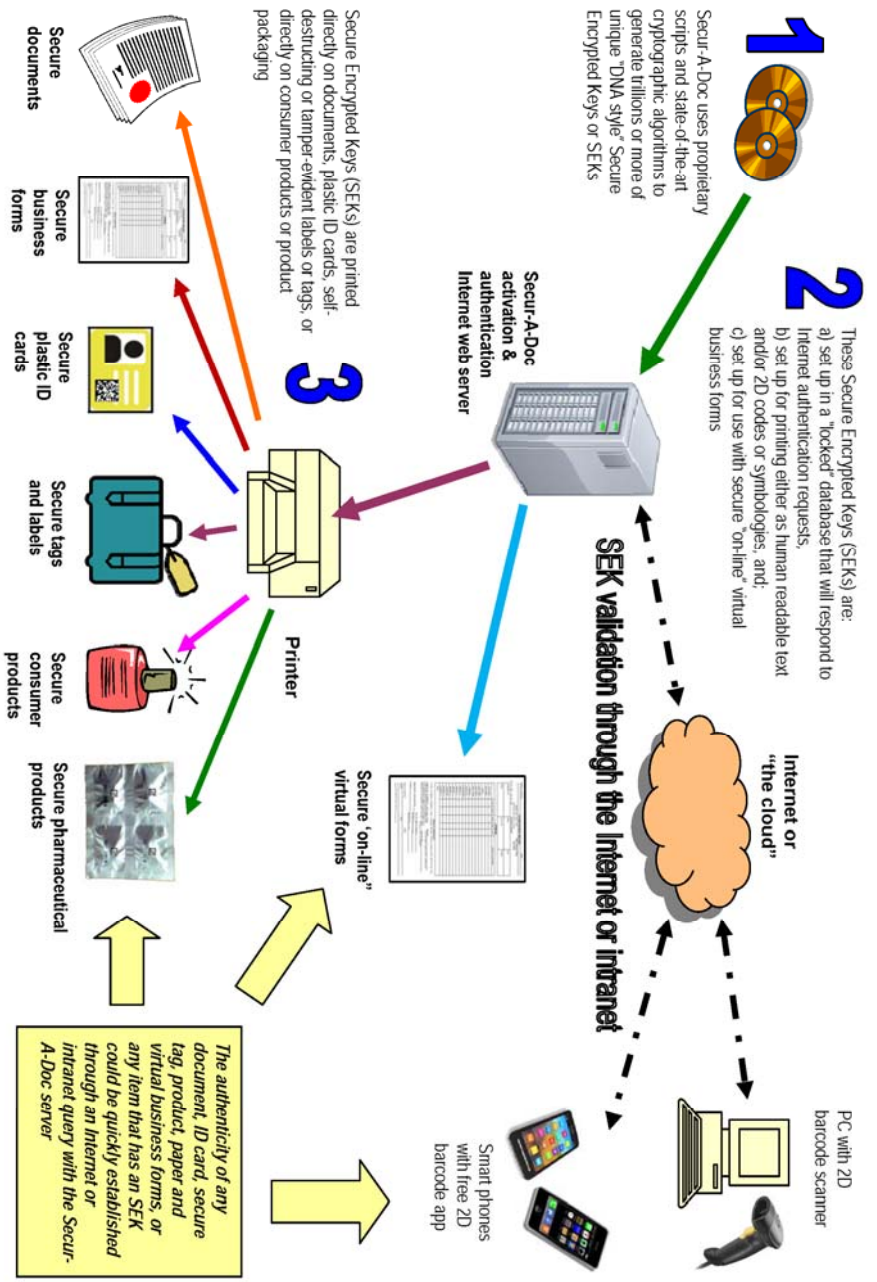 1
Secur-A-Doc uses proprietary
scripts and state-of-the-art
cryptographic algorithms to
generate trillions or more of
unique "DNA style" Secure
Encrypted Keys or SEKs
2
These Secure Encrypted Keys (SEKs) are:
a) set up in a "locked" database that will respond to
Internet authentication requests,
b) set up for printing either as human readable text
and/or 2D codes or symbologies, and;
c) set up for use with secure "on-line" virtual
business forms
Secur-A-Doc
activation &
authentication
Internet web server
Internet or
"the cloud"
PC with 2D
barcode scanner
SEK validation through the Internet or intranet
Smart phones
with free 2D
barcode app
3
Secure Encrypted Keys (SEKs) are printed
directly on documents, plastic ID cards, self-
destructing or tamper-evident labels or tags, or
directly on consumer products or product
packaging
Printer
Secure 'on-line"
virtual forms
Secure
documents
Secure
business
forms
Secure
plastic ID
cards
Secure tags
and labels
Secure
consumer
products
Secure pharmaceutical
products
The authenticity of any
document, ID card, secure
tag, product, paper and
virtual business forms, or
any item that has an SEK
could be quickly established
through an Internet or
intranet query with the Secur-
A-Doc server